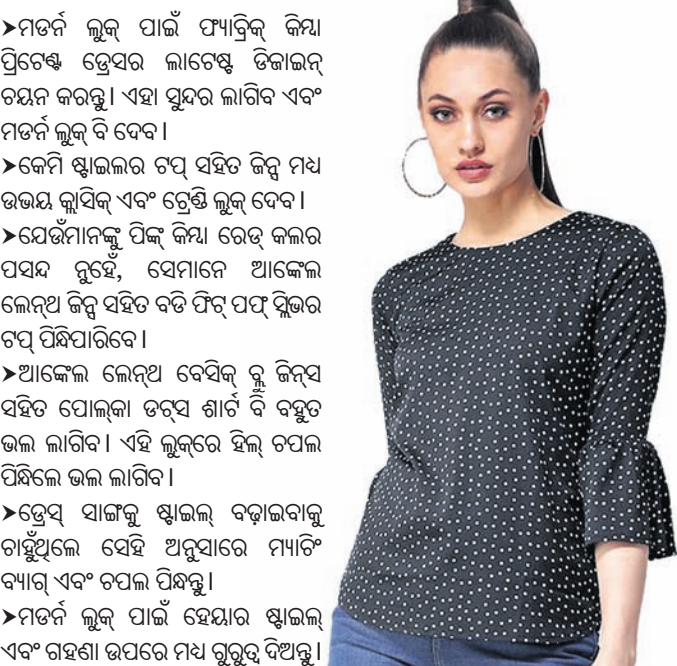 ➤ମଡର୍ନ ଲୁକ୍ ପାଇଁ ଫ୍ୟାବ୍ରିକ୍ କିମ୍ବା
ପ୍ରିଟେଣ୍ଟ ଡ୍ରେସର ଲାଟେଷ୍ଟ ଡିଜାଇନ୍
ଚୟନ କରନ୍ତୁ। ଏହା ସୁନ୍ଦର ଲାଗିବ ଏବଂ
ମଡର୍ନ ଲୁକ୍ ବି ଦେବ।
➤କେମି ଷ୍ଟାଇଲର ଟପ୍ ସହିତ ଜିନ୍ସ ମଧ୍ୟ
ଉଭୟ କ୍ଲାସିକ୍ ଏବଂ ଟ୍ରେଣ୍ଡି ଲୁକ୍ ଦେବ।
➤ଯେଉଁମାନଙ୍କୁ ପିଙ୍କ୍ କିମ୍ବା ରେଡ୍ କଲର
ପସନ୍ଦ ନୁହେଁ, ସେମାନେ ଆଙ୍କେଲ
ଲେନ୍‌ଥ ଜିନ୍ସ ସହିତ ବଡି ଫିଟ୍ ପଫ୍ ସ୍ଲିଭର
ଟପ୍ ପିନ୍ଧିପାରିବେ।
➤ଆଙ୍କେଲ ଲେନ୍‌ଥ ବେସିକ୍ ବ୍ଲୁ ଜିନ୍‌ସ
ସହିତ ପୋଲ୍‌କା ଡଟ୍‌ସ ଶାର୍ଟ ବି ବହୁତ
ଭଲ ଲାଗିବ। ଏହି ଲୁକ୍‌ରେ ହିଲ୍ ଚପଲ
ପିନ୍ଧିଲେ ଭଲ ଲାଗିବ।
➤ଡ୍ରେସ୍ ସାଙ୍ଗକୁ ଷ୍ଟାଇଲ୍ ବଢ଼ାଇବାକୁ
ଚାହୁଁଥିଲେ ସେହି ଅନୁସାରେ ମ୍ୟାଚିଂ
ବ୍ୟାଗ୍ ଏବଂ ଚପଲ ପିନ୍ଧନ୍ତୁ।
➤ମଡର୍ନ ଲୁକ୍ ପାଇଁ ହେୟାର ଷ୍ଟାଇଲ୍
ଏବଂ ଗହଣା ଉପରେ ମଧ୍ୟ ଗୁରୁତ୍ୱ ଦିଅନ୍ତୁ।